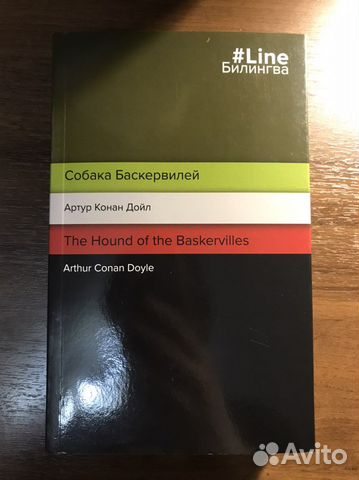 #Line
Билингва
Собака Баскервилей
Артур Конан Дойл
The Hound of the Baskervilles
Arthur Conan Doyle
Avito